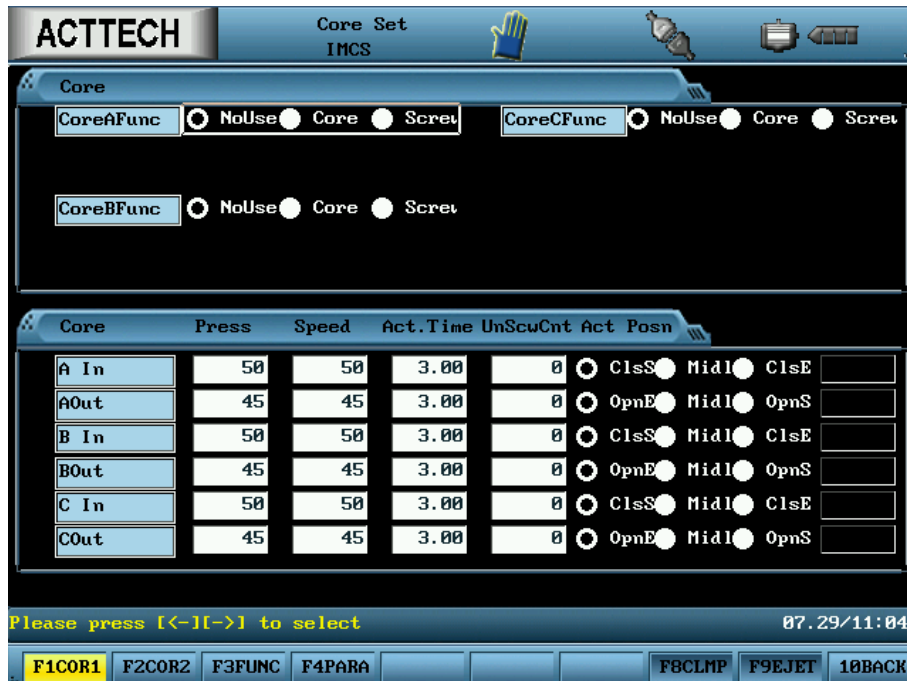 ACTTECH Core Set
IMCS
Core
CoreAFunc NoUse Core Screw CoreCFunc NoUse Core Screw
CoreBFunc NoUse Core Screw
Core Press Speed Act.Time UnScwCnt Act Posn
A In 50 50 3.00 0 ClsS Midl ClsE
AOut 45 45 3.00 0 OpnE Midl OpnS
B In 50 50 3.00 0 ClsS Midl ClsE
BOut 45 45 3.00 0 OpnE Midl OpnS
C In 50 50 3.00 0 ClsS Midl ClsE
COut 45 45 3.00 0 OpnE Midl OpnS
Please press [<-][->] to select 07.29/11:04
F1COR1 F2COR2 F3FUNC F4PARA F8CLMP F9EJET 10BACK